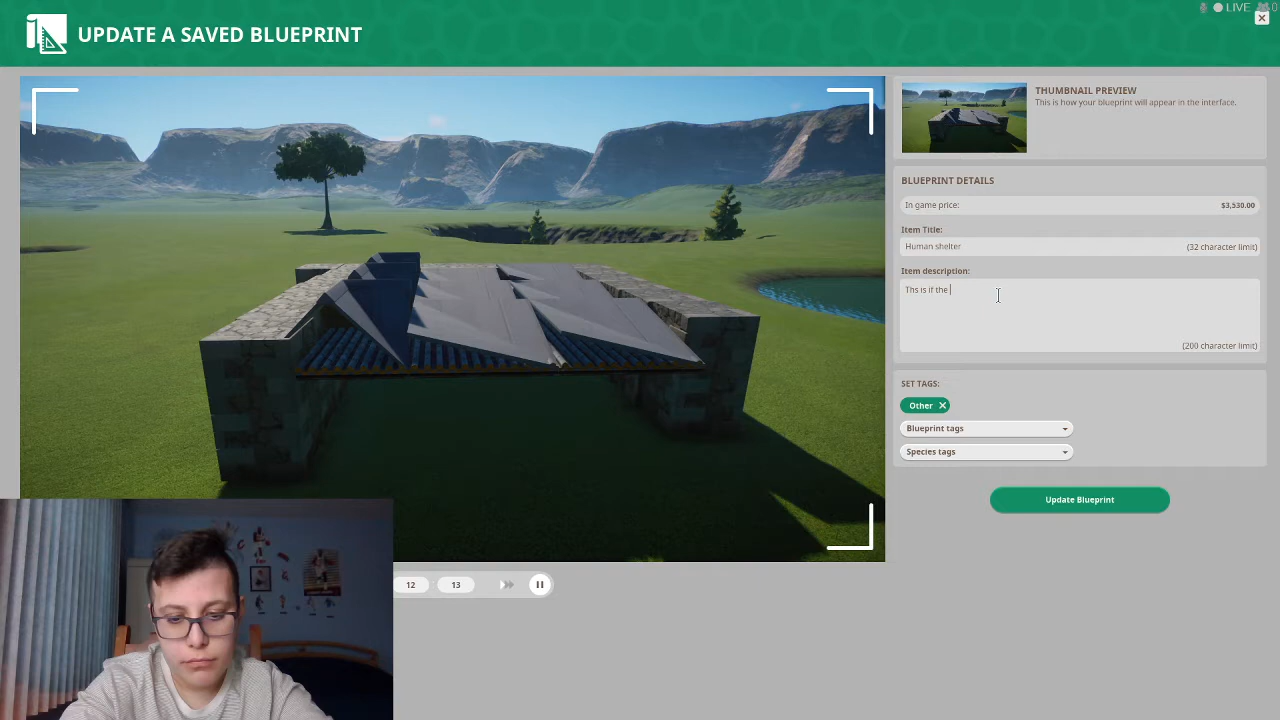 LIVE 0
UPDATE A SAVED BLUEPRINT
THUMBNAIL PREVIEW
This is how your blueprint will appear in the interface.
BLUEPRINT DETAILS
In game price: $3,530.00
Item Title:
Human shelter (32 character limit)
Item description:
Ths is if the
(200 character limit)
SET TAGS:
Other
Blueprint tags
Species tags
Update Blueprint
12 13